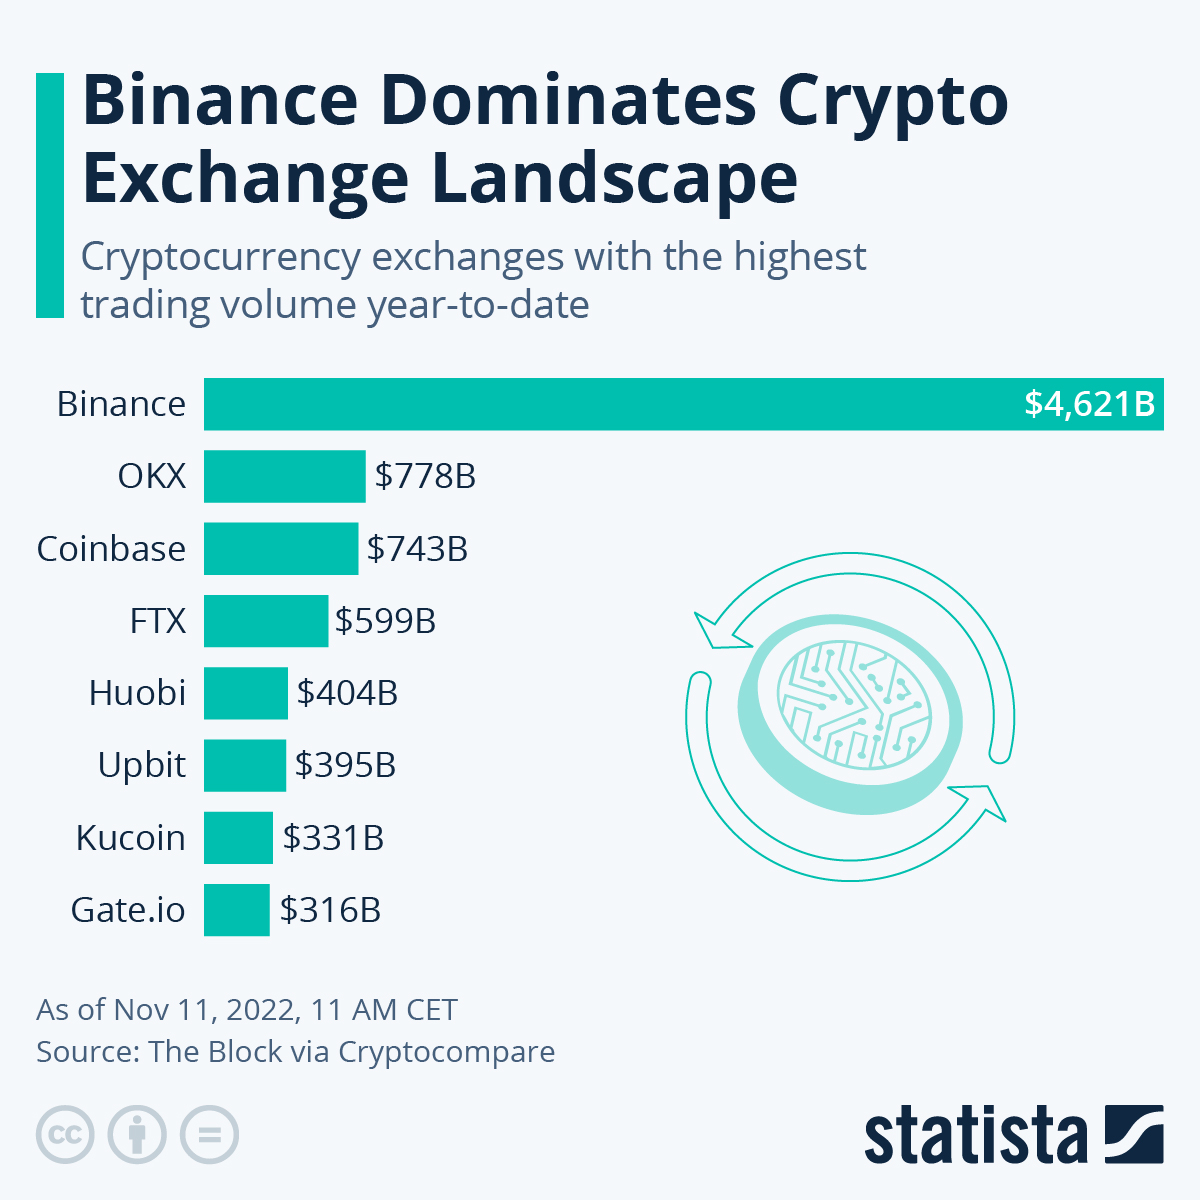 Binance Dominates Crypto
Exchange Landscape
Cryptocurrency exchanges with the highest
trading volume year-to-date
Binance $4,621B
OKX $778B
Coinbase $743B
FTX $599B
Huobi $404B
Upbit $395B
Kucoin $331B
Gate.io $316B
As of Nov 11, 2022, 11 AM CET
Source: The Block via Cryptocompare
cc
statista